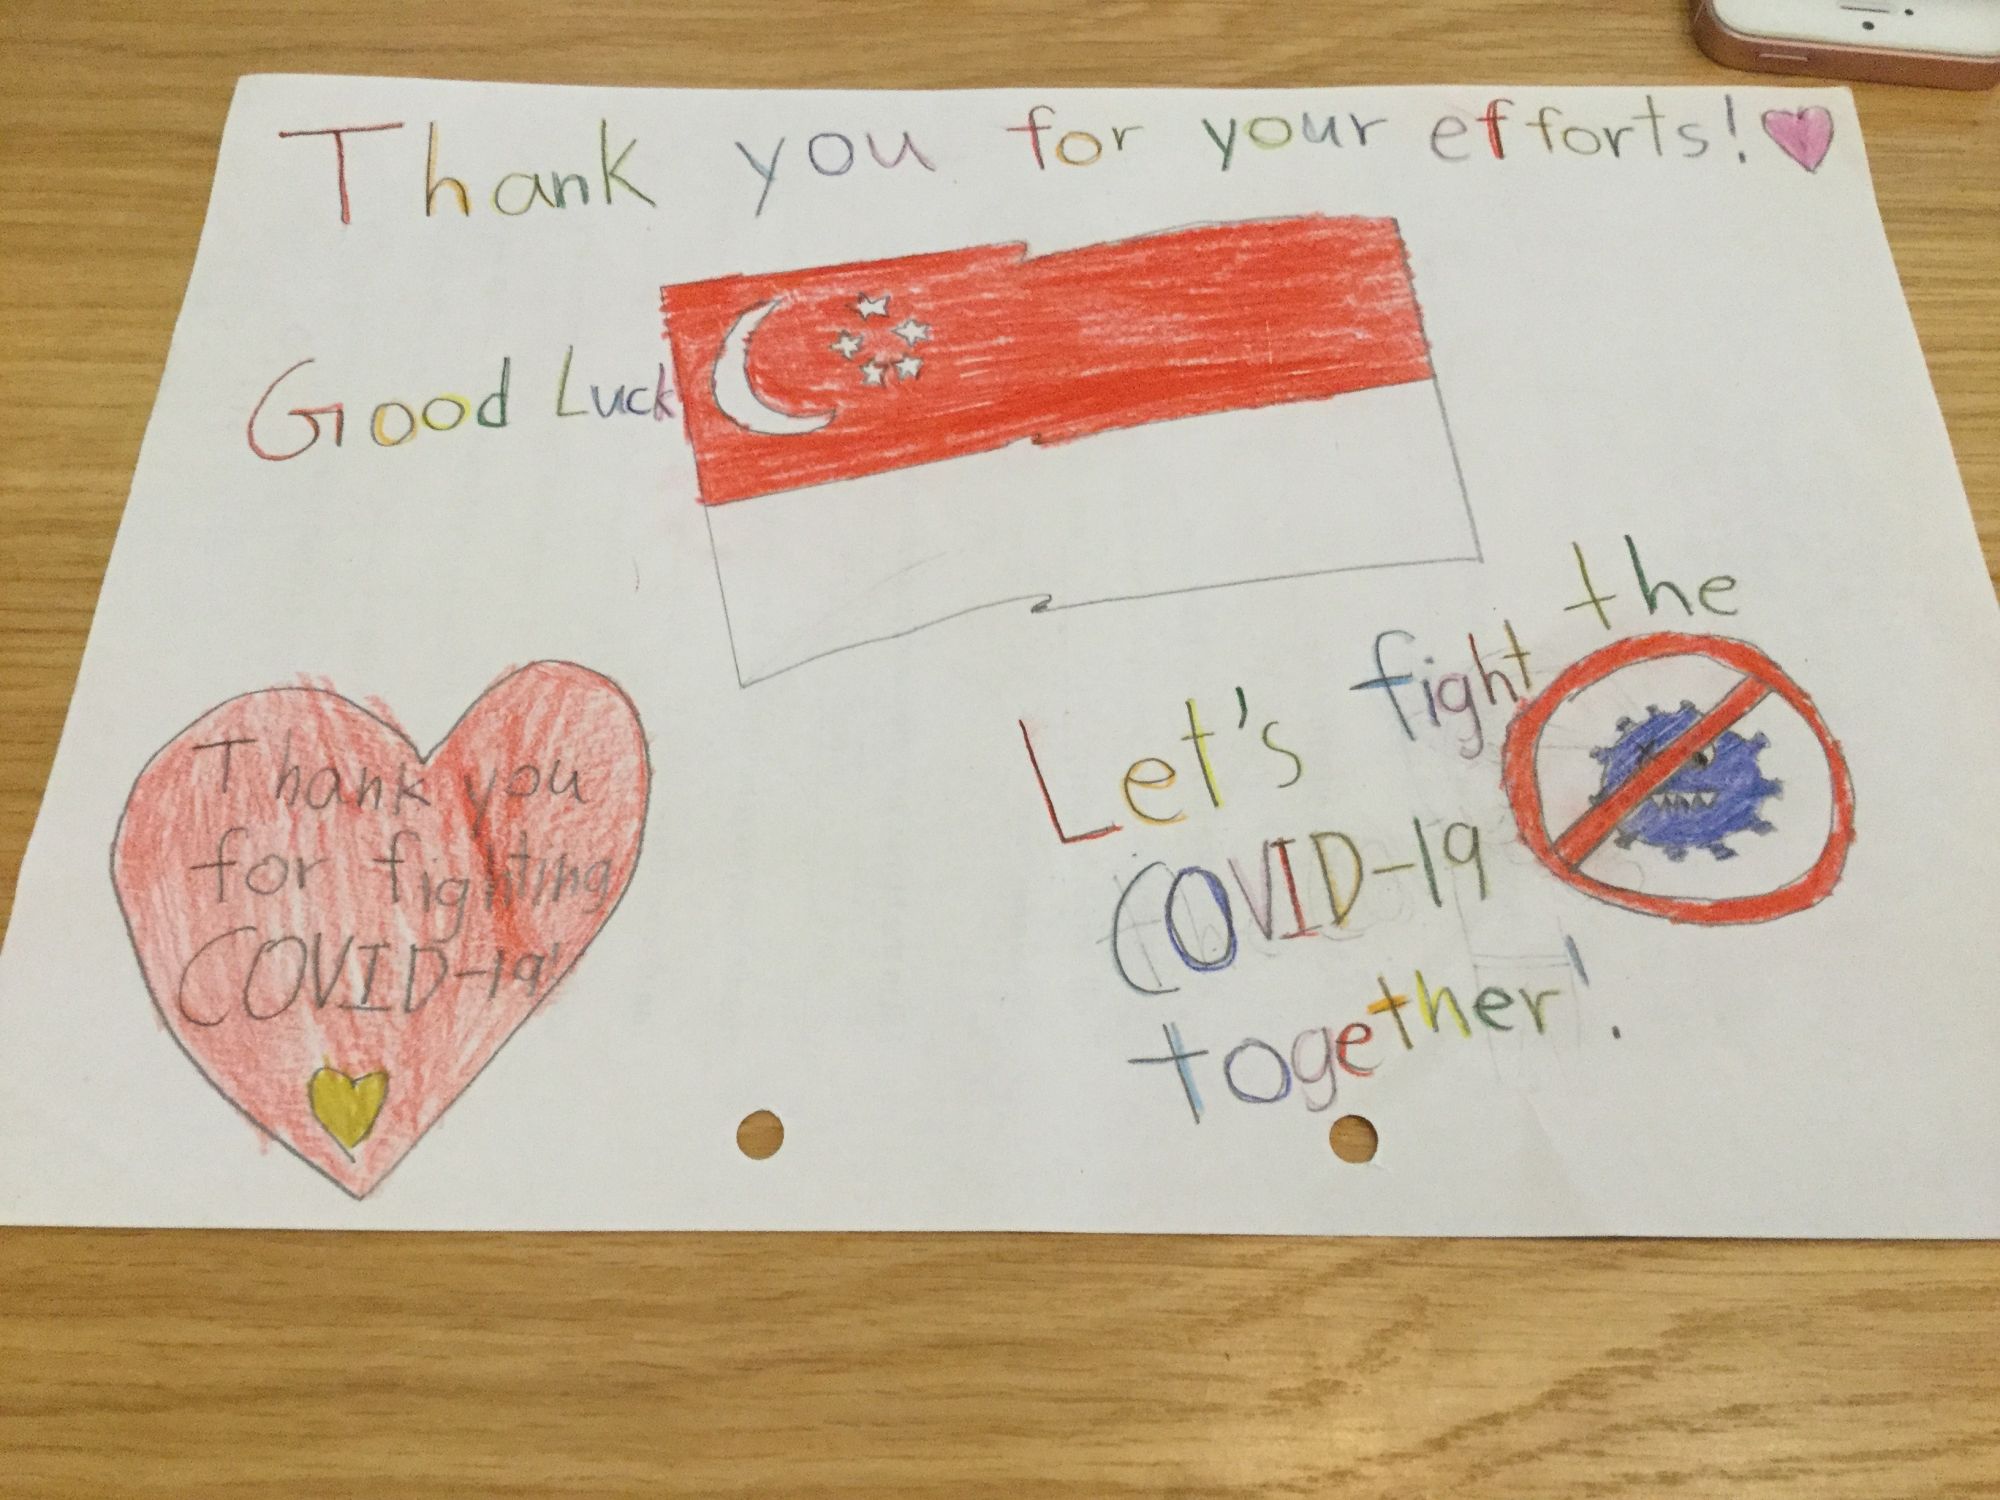 Thank you for your efforts!
Good Luck
Thank you
for fighting
COVID-19!
Let's fight the
COVID-19
together!